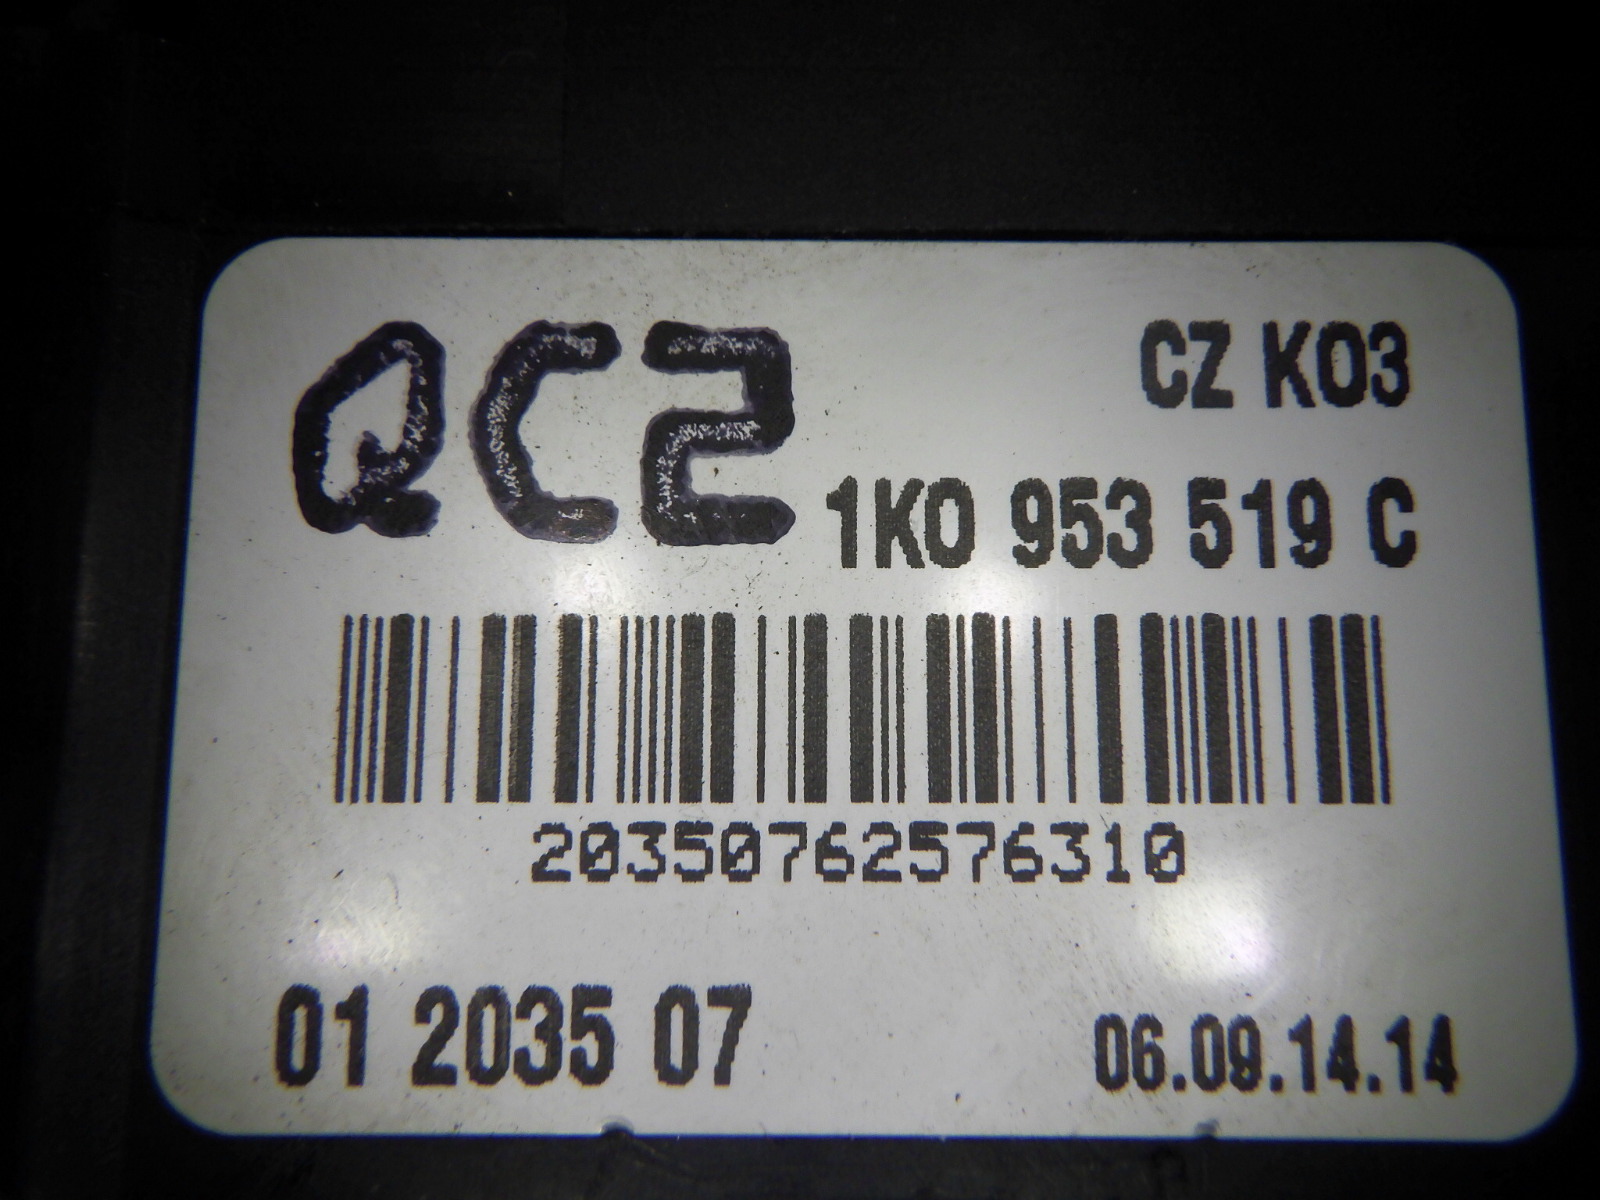 QC2
CZ K03
1K0 953 519 C
20350762576310
01 2035 07
06.09.14.14